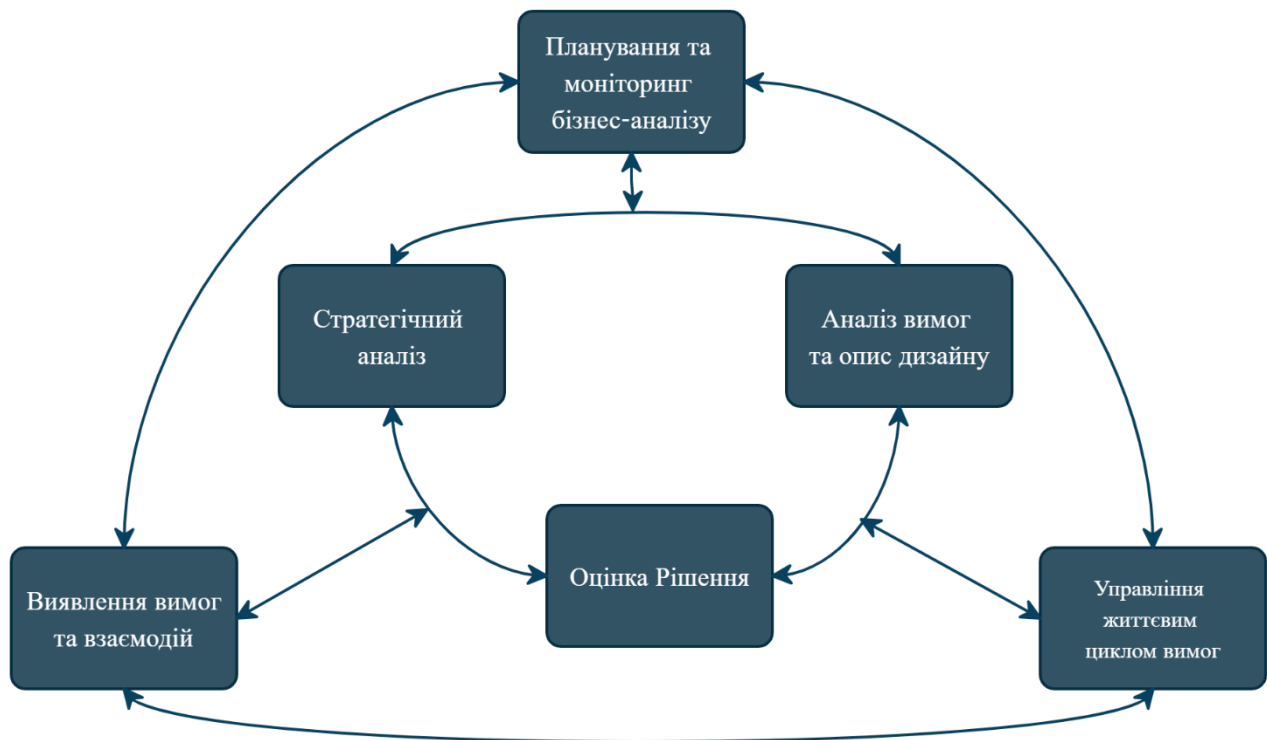 Планування та
моніторинг
бізнес-аналізу
Стратегічний
аналіз
Аналіз вимог
та опис дизайну
Оцінка Рішення
Виявлення вимог
та взаємодій
Управління
життєвим
циклом вимог